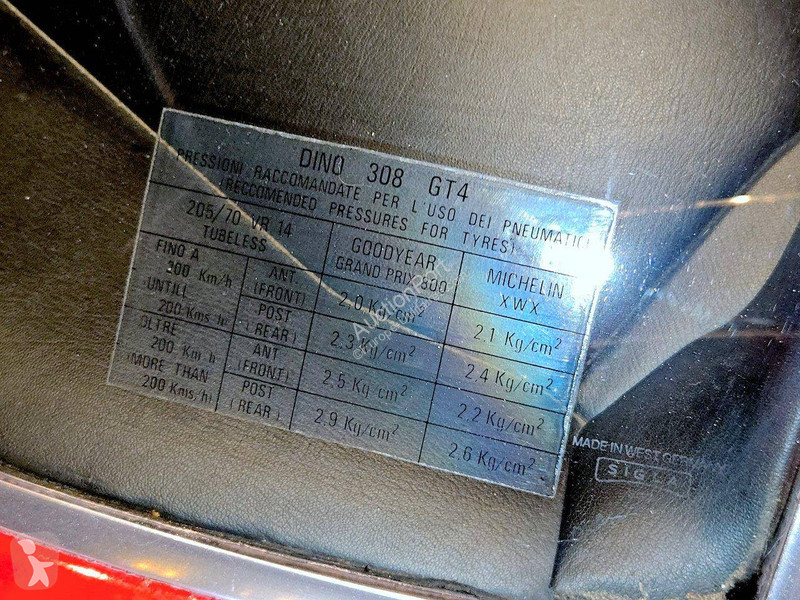 DINO 308 GT4
PRESSIONI RACCOMANDATE PER L'USO DEI PNEUMATICI
(RECCOMENDED PRESSURES FOR TYRES)
205/70 VR 14
TUBELESS
GOODYEAR
GRAND PRIX 800
MICHELIN
XWX
FINO A
200 Km/h
UNTILL
200 Kms/h
ANT.
(FRONT)
2.0 Kg/cm²
2.1 Kg/cm²
POST
(REAR)
2.3 Kg/cm²
2.4 Kg/cm²
OLTRE
200 Km h
(MORE THAN
200 Kms/h)
ANT
(FRONT)
2.5 Kg/cm²
2.2 Kg/cm²
POST
(REAR)
2.9 Kg/cm²
2.6 Kg/cm²
MADE IN WEST GERMANY
SIGLA
AuctionPort